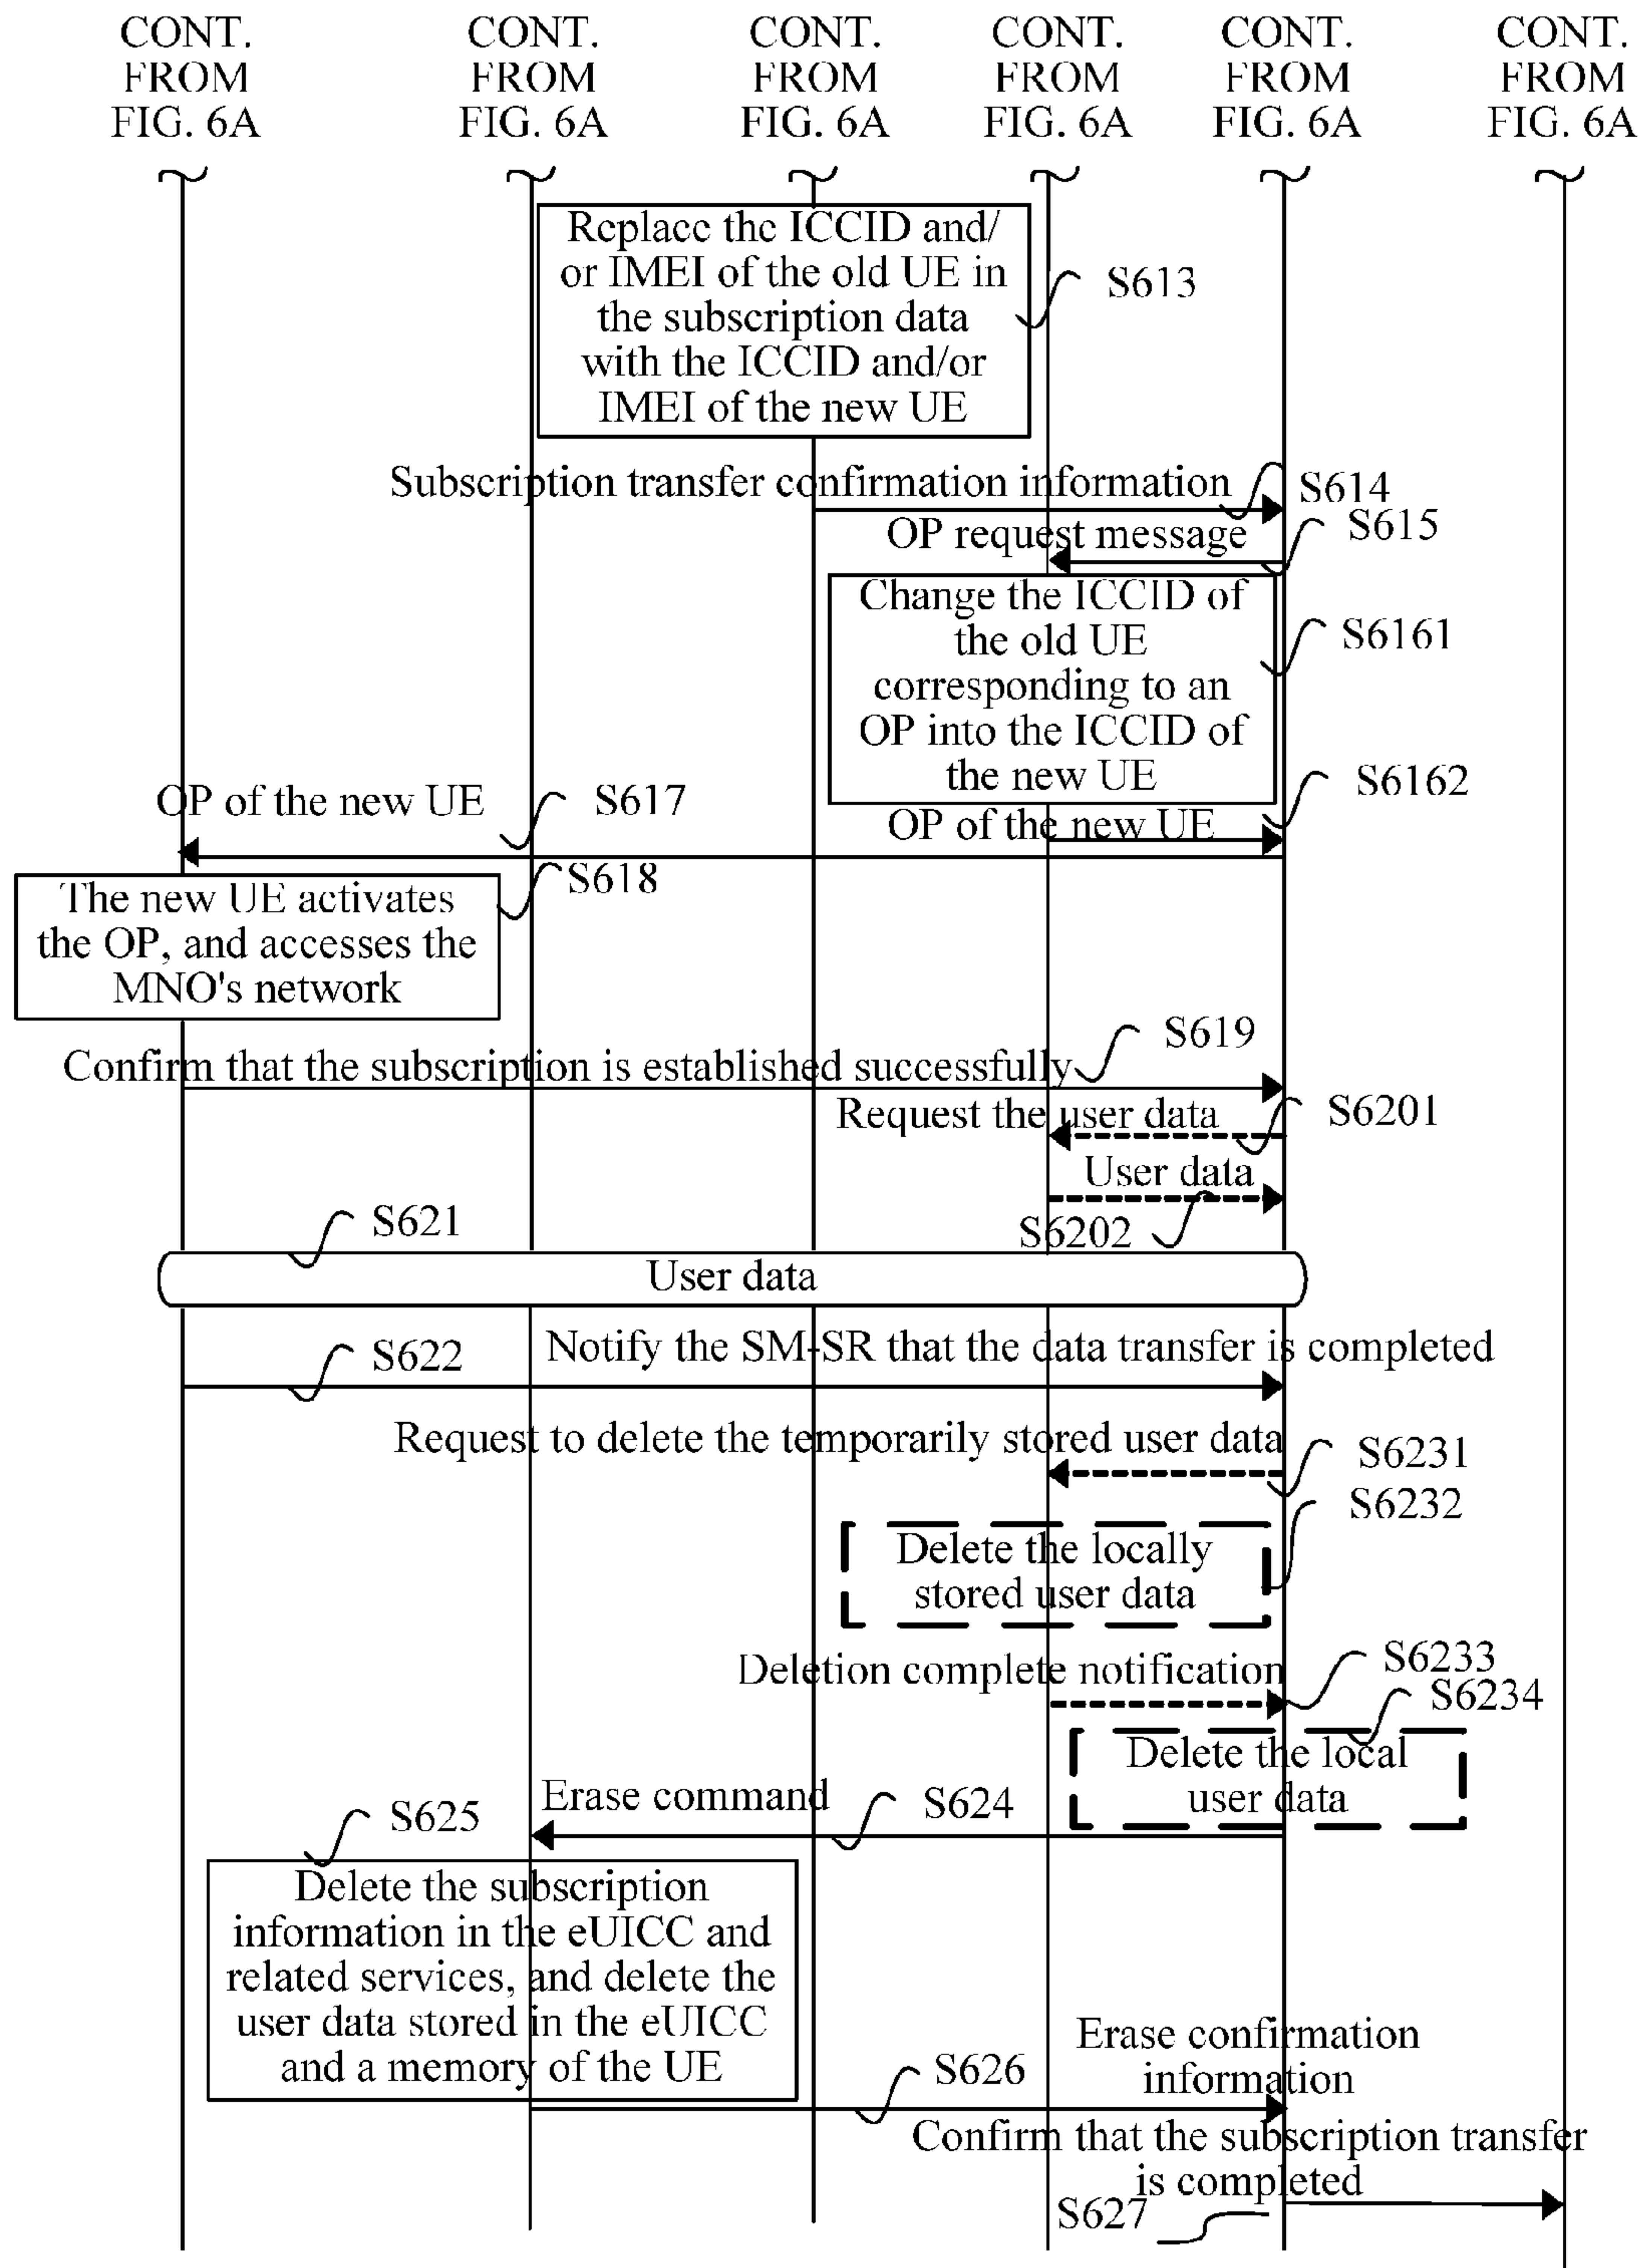 CONT. FROM FIG. 6A
CONT. FROM FIG. 6A
CONT. FROM FIG. 6A
CONT. FROM FIG. 6A
CONT. FROM FIG. 6A
CONT. FROM FIG. 6A
Replace the ICCID and/
or IMEI of the old UE in
the subscription data
with the ICCID and/or
IMEI of the new UE
S613
Subscription transfer confirmation information
S614
OP request message
S615
Change the ICCID of
the old UE
corresponding to an
OP into the ICCID of
the new UE
S6161
OP of the new UE
S6162
OP of the new UE
S617
The new UE activates
the OP, and accesses the
MNO's network
S618
Confirm that the subscription is established successfully
S619
Request the user data
S6201
User data
S6202
S621
User data
Notify the SM-SR that the data transfer is completed
S622
Request to delete the temporarily stored user data
S6231
Delete the locally
stored user data
S6232
Deletion complete notification
S6233
S6234
Delete the local
user data
Erase command
S624
S625
Delete the subscription
information in the eUICC and
related services, and delete the
user data stored in the eUICC
and a memory of the UE
Erase confirmation
information
S626
Confirm that the subscription transfer
is completed
S627